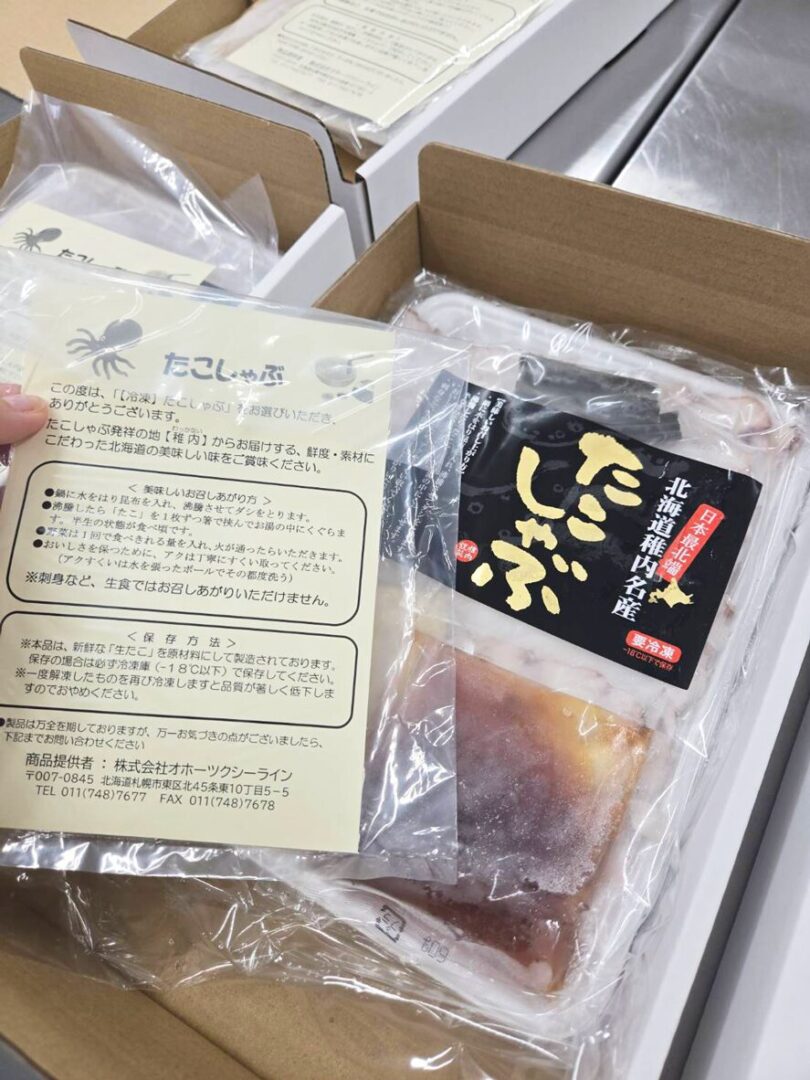 たこしゃぶ
この度は、「【冷凍】たこしゃぶ」をお選びいただき、
ありがとうございます。
たこしゃぶ発祥の地【稚内】からお届けする、鮮度・素材に
わっかない
こだわった北海道の美味しい味をご賞味ください。
＜ 美味しいお召しあがり方 ＞
●鍋に水をはり昆布を入れ、沸騰させてダシをとります。
●沸騰したら「たこ」を1枚ずつ箸で挟んでお湯の中にくぐらま
す。半生の状態が食べ頃です。
●野菜は1回で食べきれる量を入れ、火が通ったらいただきます。
●おいしさを保つために、アクは丁寧にすくい取ってください。
（アクすくいは水を張ったボールでその都度洗う）
※刺身など、生食ではお召しあがりいただけません。
＜ 保 存 方 法 ＞
※本品は、新鮮な「生たこ」を原材料にして製造されております。
保存の場合は必ず冷凍庫（-18℃以下）で保存してください。
※一度解凍したものを再び冷凍しますと品質が著しく低下しま
すのでおやめください。
●製品は万全を期しておりますが、万一お気づきの点がございましたら、
下記までお問い合わせください
商品提供者 ： 株式会社オホーツクシーライン
〒007-0845 北海道札幌市東区北45条東10丁目5-5
TEL 011(748)7677 FAX 011(748)7678
日本最北端
北海道稚内名産
たこしゃぶ
要冷凍
-18℃以下で保存
たこし
60g